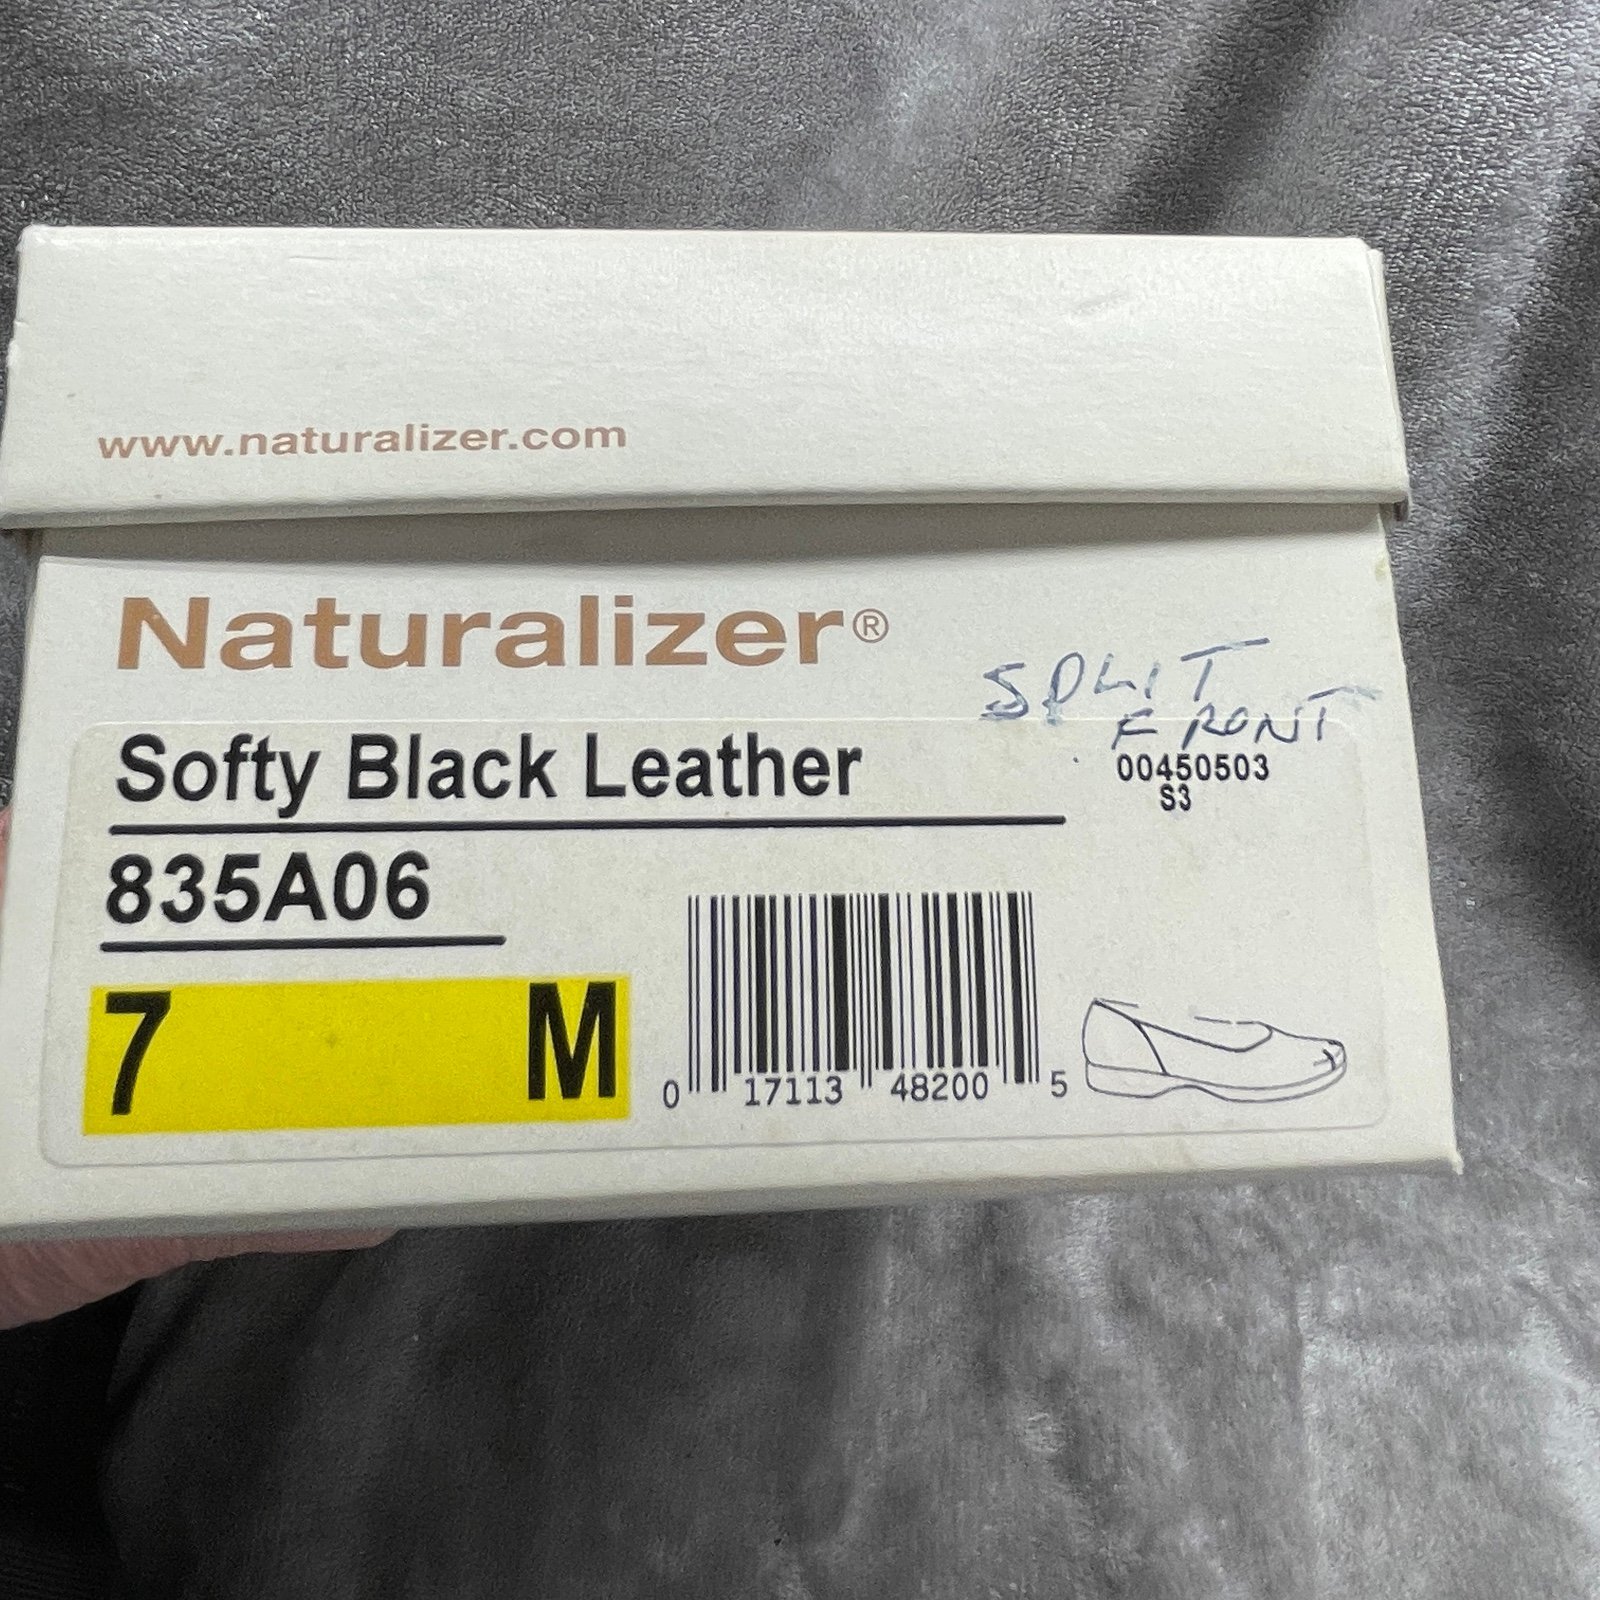 www.naturalizer.com
Naturalizer®
SPLIT
FRONT
Softy Black Leather
00450503
S3
835A06
7 M
0 17113 48200 5